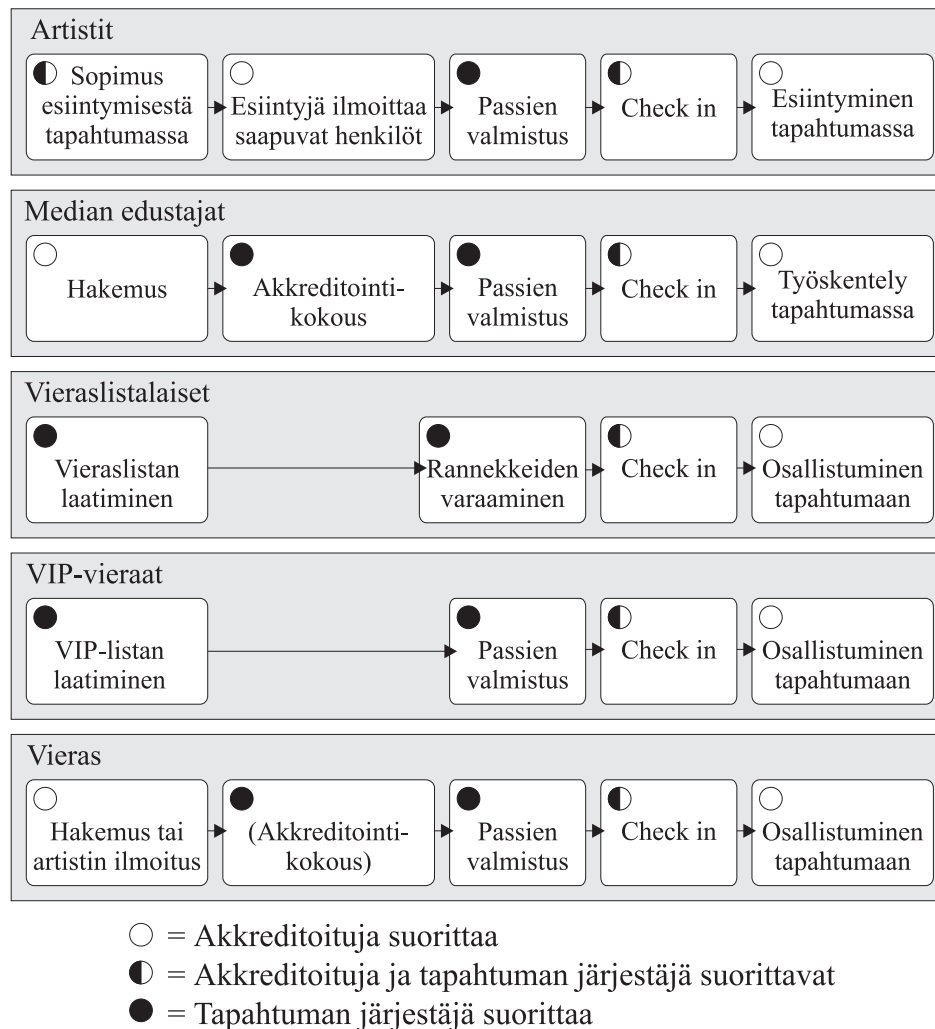 Artistit
Sopimus
esiintymisestä
tapahtumassa
Esiintyjä ilmoittaa
saapuvat henkilöt
Passien
valmistus
Check in
Esiintyminen
tapahtumassa
Median edustajat
Hakemus
Akkreditointi-
kokous
Passien
valmistus
Check in
Työskentely
tapahtumassa
Vieraslistalaiset
Vieraslistan
laatiminen
Rannekkeiden
varaaminen
Check in
Osallistuminen
tapahtumaan
VIP-vieraat
VIP-listan
laatiminen
Passien
valmistus
Check in
Osallistuminen
tapahtumaan
Vieras
Hakemus tai
artistin ilmoitus
(Akkreditointi-
kokous)
Passien
valmistus
Check in
Osallistuminen
tapahtumaan
= Akkreditoituja suorittaa
= Akkreditoituja ja tapahtuman järjestäjä suorittavat
= Tapahtuman järjestäjä suorittaa